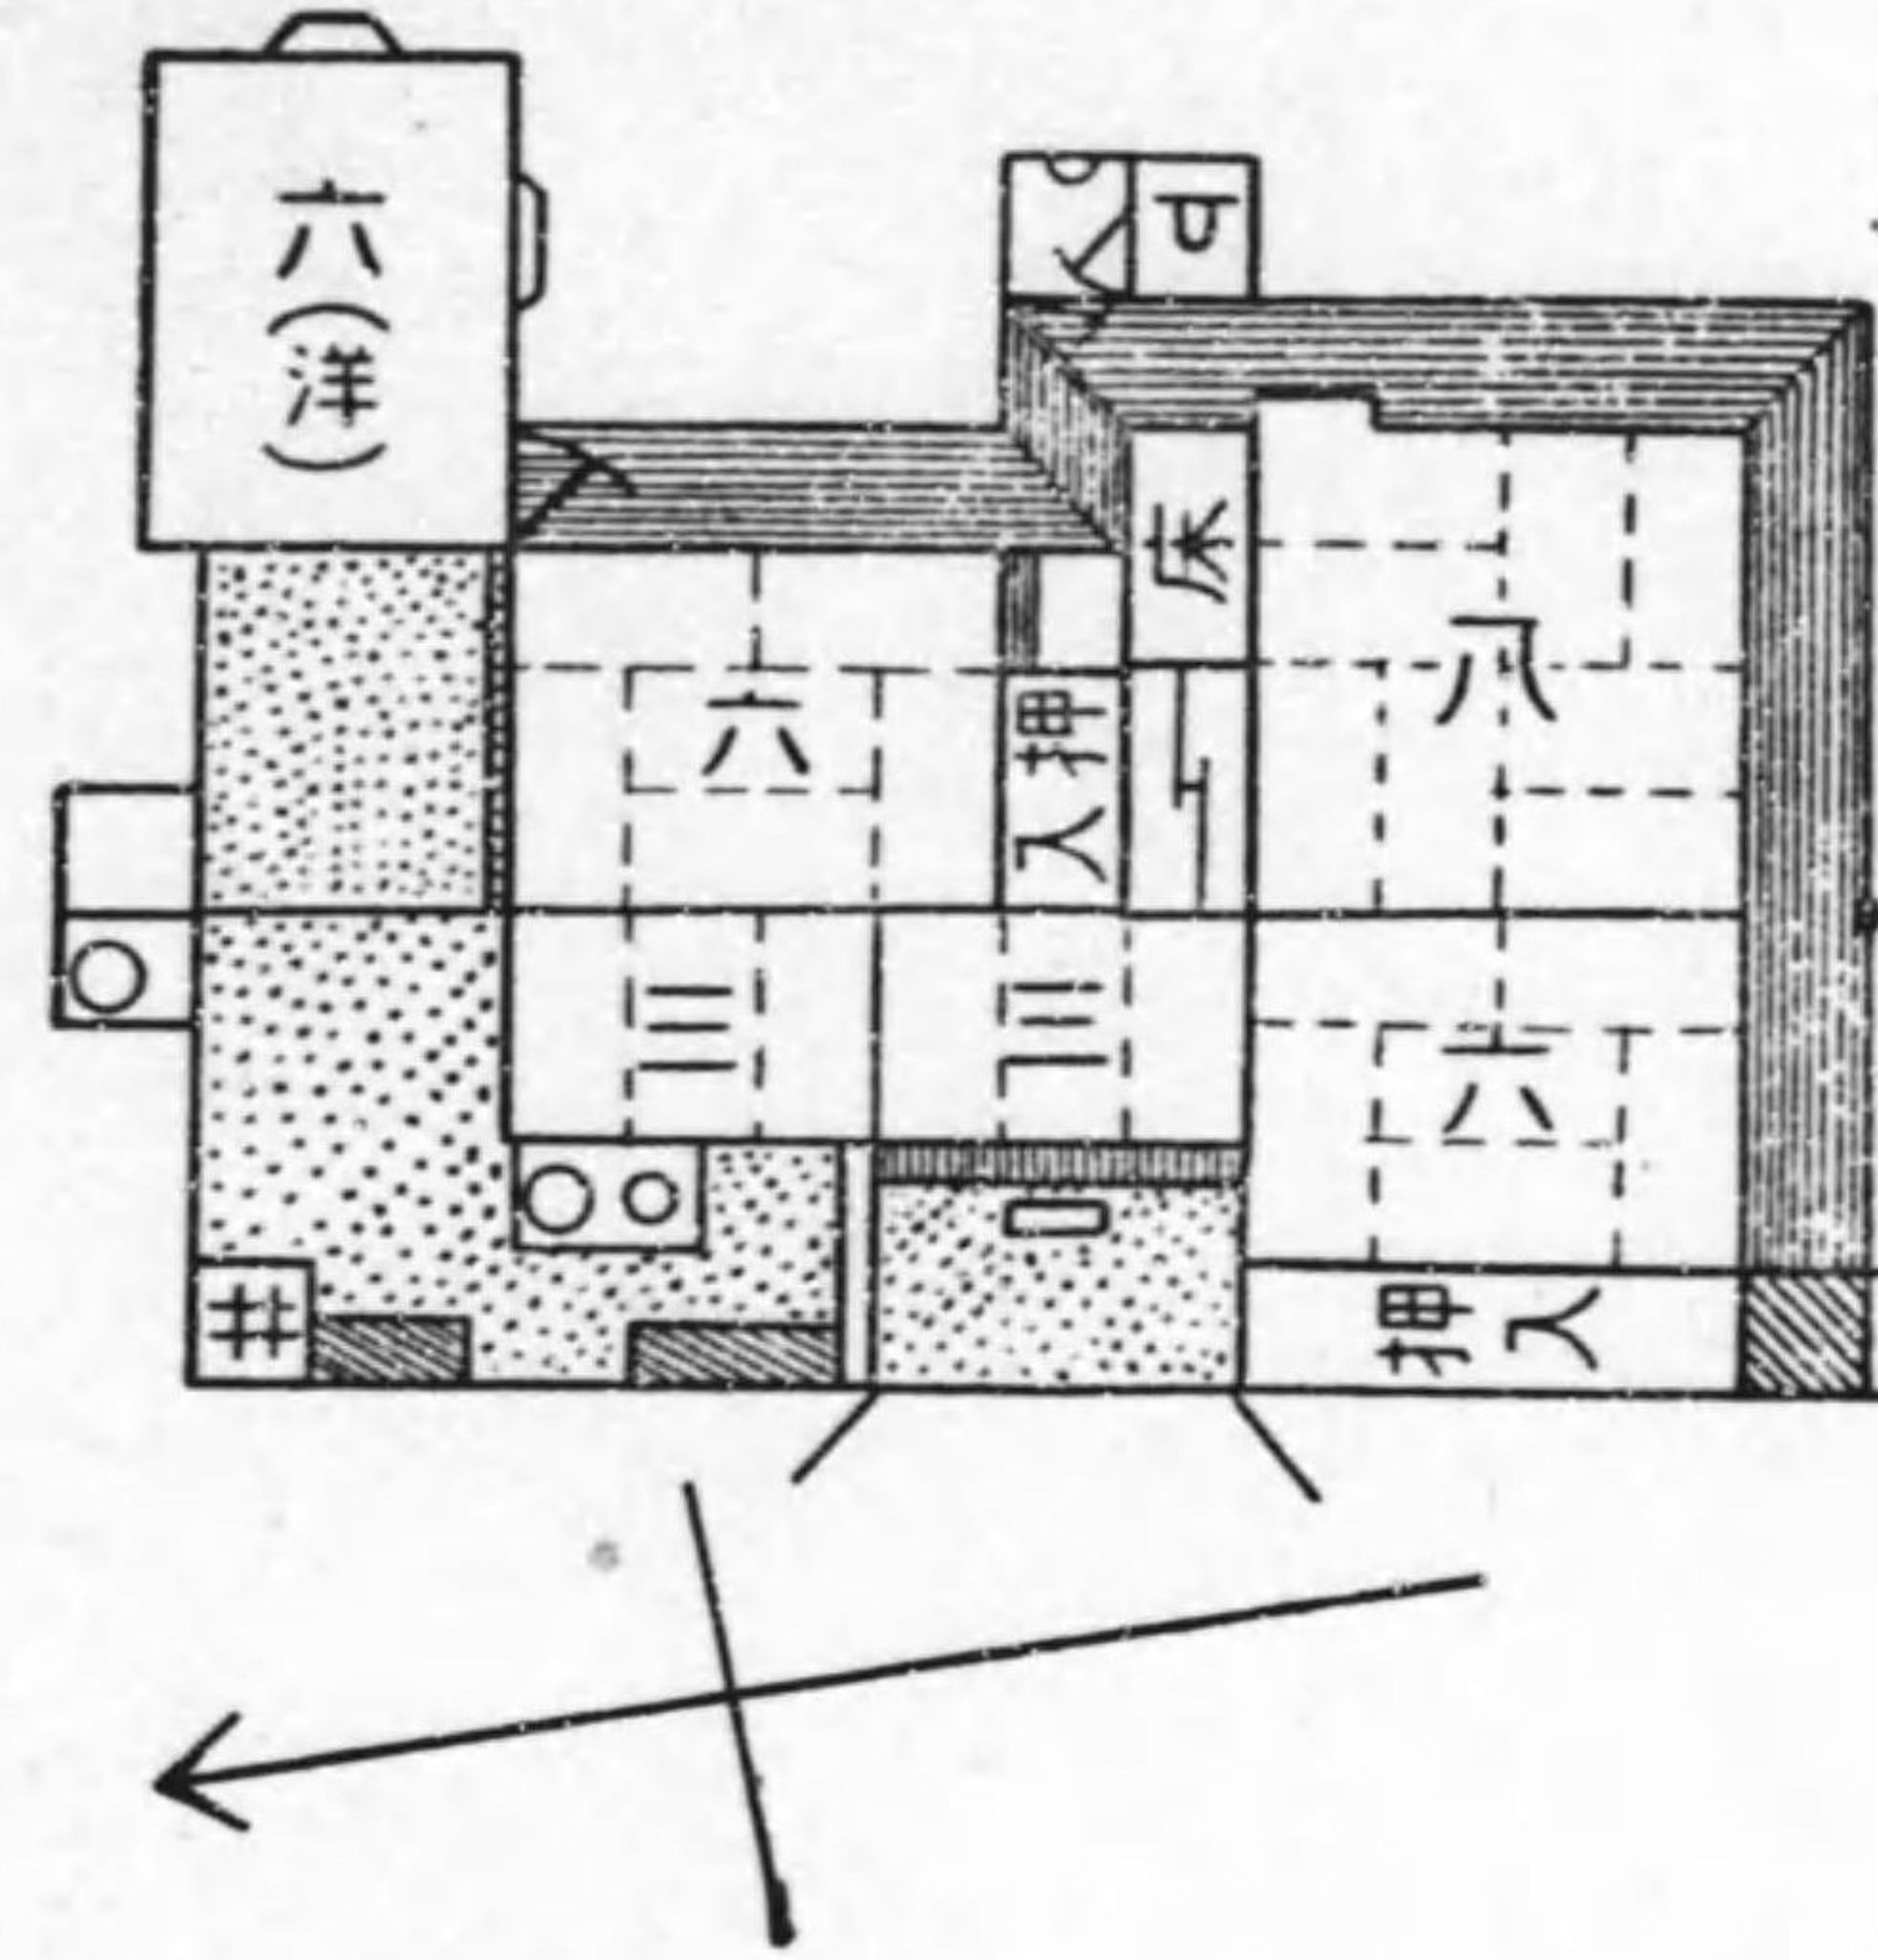 六(洋)
床
八
六
押入
三
三
六
井
押入